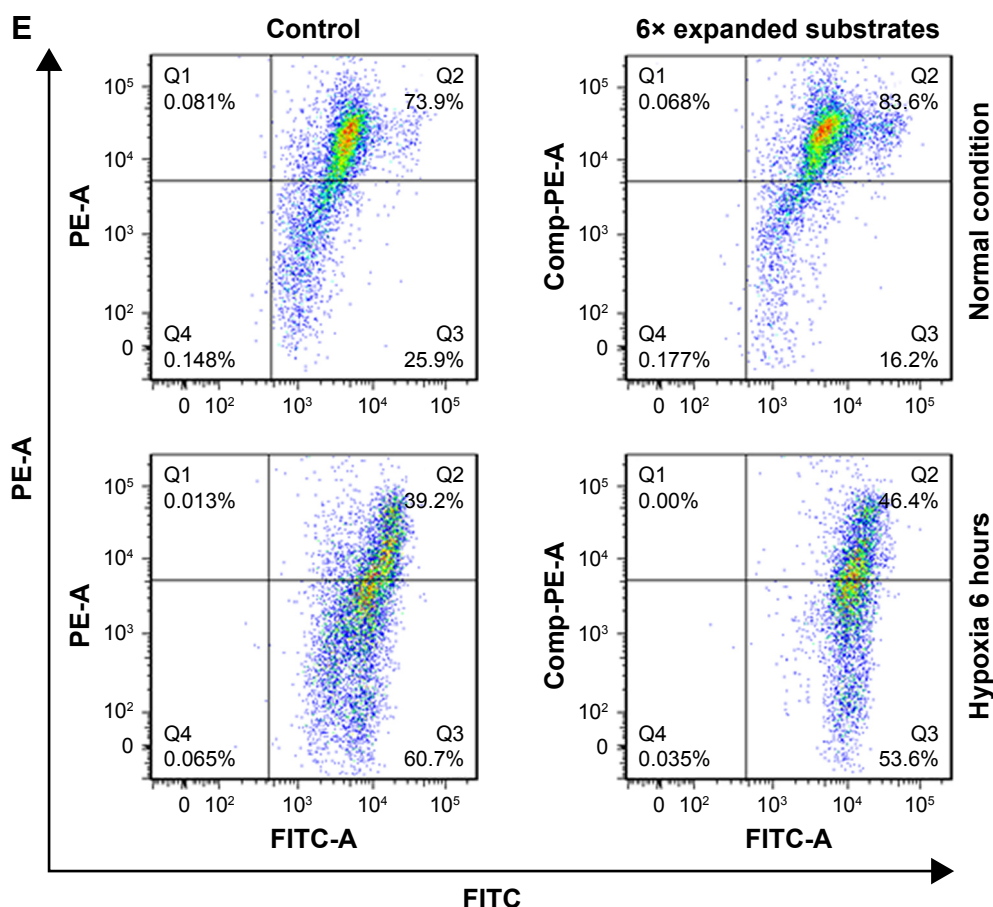 E
Control
6× expanded substrates
Q1
0.081%
Q2
73.9%
Q4
0.148%
Q3
25.9%
10⁵
10⁴
10³
10²
0
PE-A
0 10² 10³ 10⁴ 10⁵
Q1
0.068%
Q2
83.6%
Q4
0.177%
Q3
16.2%
10⁵
10⁴
10³
10²
0
Comp-PE-A
0 10² 10³ 10⁴ 10⁵
Normal condition
Q1
0.013%
Q2
39.2%
Q4
0.065%
Q3
60.7%
10⁵
10⁴
10³
10²
0
PE-A
0 10² 10³ 10⁴ 10⁵
FITC-A
Q1
0.00%
Q2
46.4%
Q4
0.035%
Q3
53.6%
10⁵
10⁴
10³
10²
0
Comp-PE-A
0 10² 10³ 10⁴ 10⁵
FITC-A
Hypoxia 6 hours
PE-A
FITC